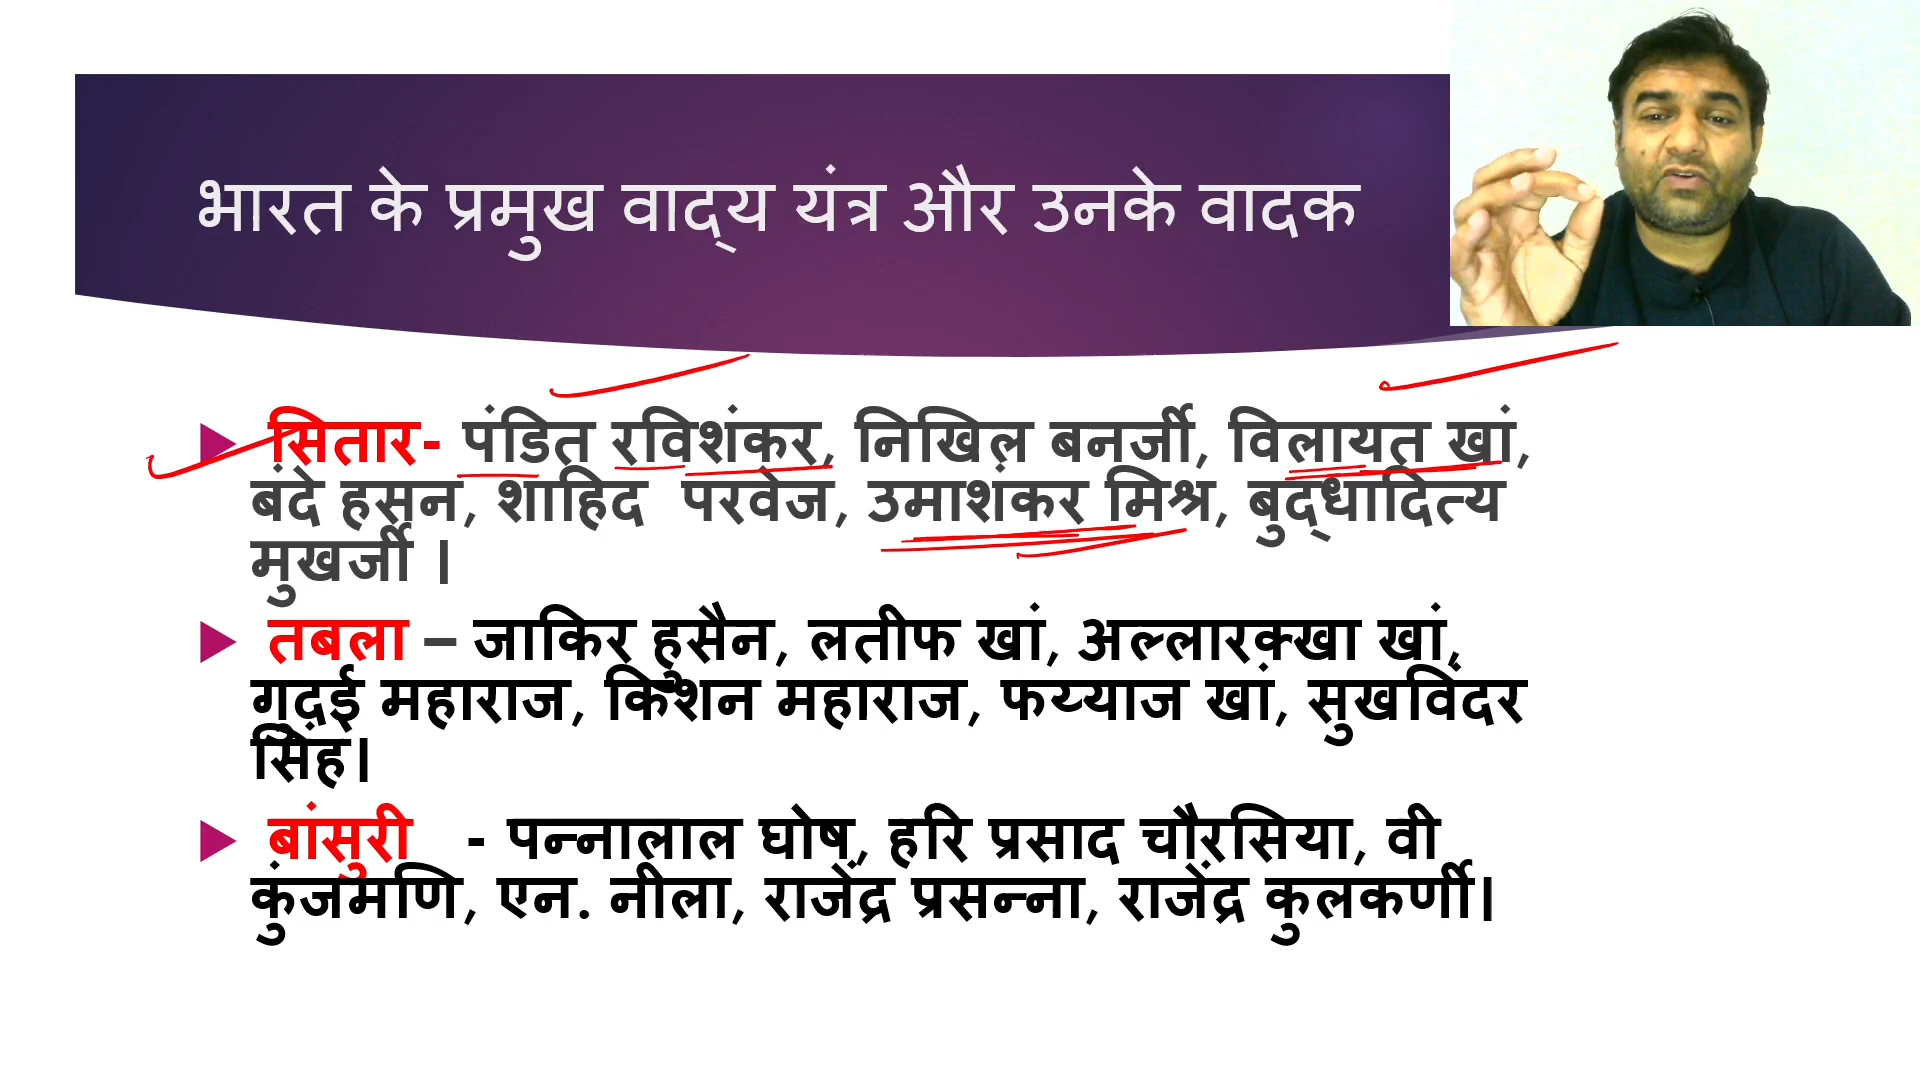 भारत के प्रमुख वाद्य यंत्र और उनके वादक
सितार- पंडित रविशंकर, निखिल बनर्जी, विलायत खां,
बंदे हसन, शाहिद परवेज, उमाशंकर मिश्र, बुद्धादित्य
मुखर्जी ।
तबला – जाकिर हुसैन, लतीफ खां, अल्लारक्खा खां,
गुदई महाराज, किशन महाराज, फय्याज खां, सुखविंदर
सिंह।
बांसुरी - पन्नालाल घोष, हरि प्रसाद चौरसिया, वी
कुंजमणि, एन. नीला, राजेंद्र प्रसन्ना, राजेंद्र कुलकर्णी।